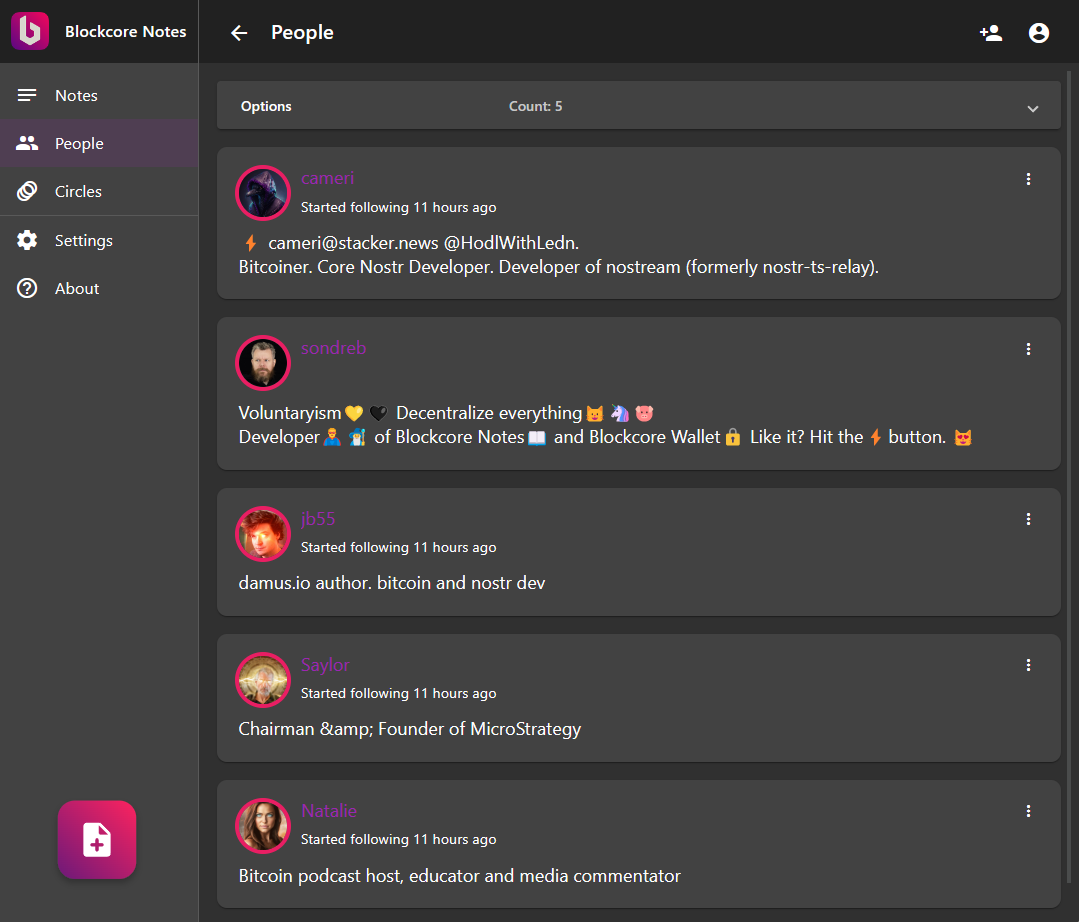 Blockcore Notes
People
Notes
People
Circles
Settings
About
Options
Count: 5
cameri
Started following 11 hours ago
⚡ cameri@stacker.news @HodlWithLedn.
Bitcoiner. Core Nostr Developer. Developer of nostream (formerly nostr-ts-relay).
sondreb
Voluntaryism💛🖤 Decentralize everything😺🦄🐷
Developer👨‍💻🧙‍♂️ of Blockcore Notes📖 and Blockcore Wallet🔒 Like it? Hit the⚡button. 😻
jb55
Started following 11 hours ago
damus.io author. bitcoin and nostr dev
Saylor
Started following 11 hours ago
Chairman &amp; Founder of MicroStrategy
Natalie
Started following 11 hours ago
Bitcoin podcast host, educator and media commentator